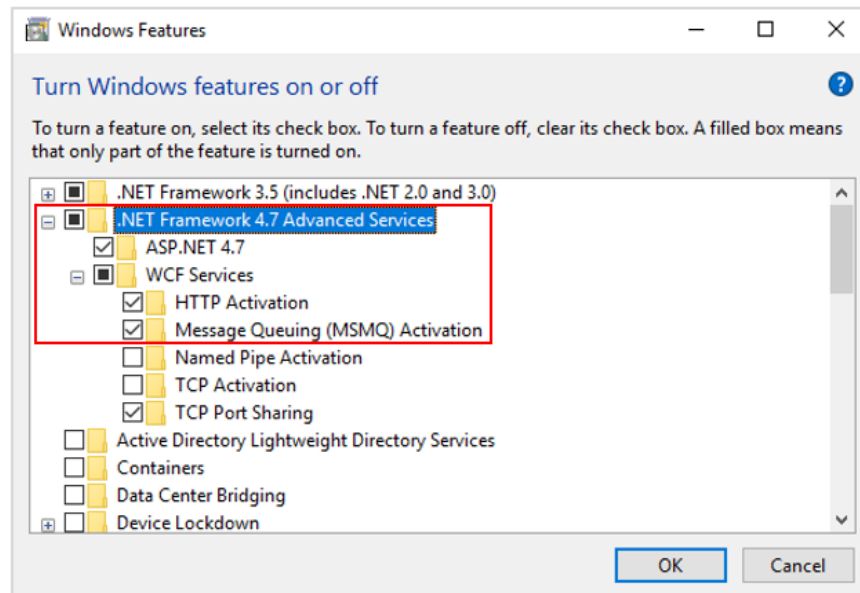 Windows Features
Turn Windows features on or off
?
To turn a feature on, select its check box. To turn a feature off, clear its check box. A filled box means
that only part of the feature is turned on.
.NET Framework 3.5 (includes .NET 2.0 and 3.0)
.NET Framework 4.7 Advanced Services
ASP.NET 4.7
WCF Services
HTTP Activation
Message Queuing (MSMQ) Activation
Named Pipe Activation
TCP Activation
TCP Port Sharing
Active Directory Lightweight Directory Services
Containers
Data Center Bridging
Device Lockdown
OK Cancel